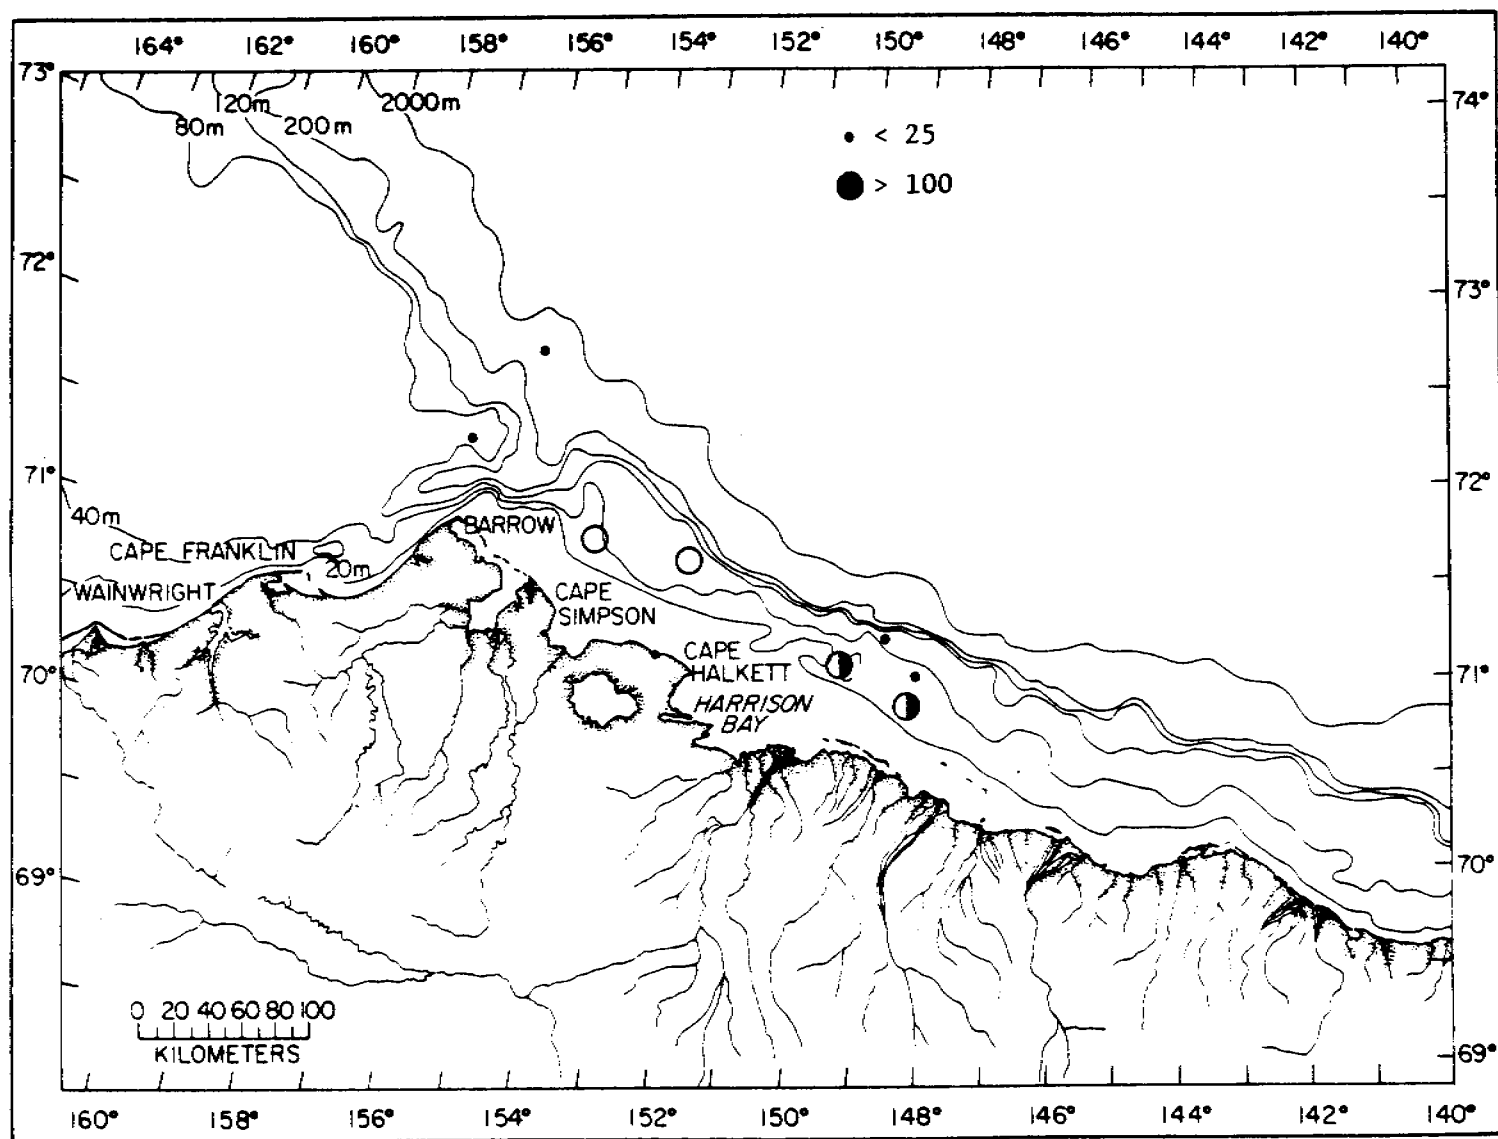 164° 162° 160° 158° 156° 154° 152° 150° 148° 146° 144° 142° 140°
73°
74°
120m 2000m
80m 200m
< 25
> 100
72°
73°
71°
72°
40m
BARROW
CAPE FRANKLIN
20m
WAINWRIGHT
CAPE
SIMPSON
CAPE
HALKETT
70°
71°
HARRISON
BAY
69°
70°
0 20 40 60 80 100
KILOMETERS
69°
160° 158° 156° 154° 152° 150° 148° 146° 144° 142° 140°